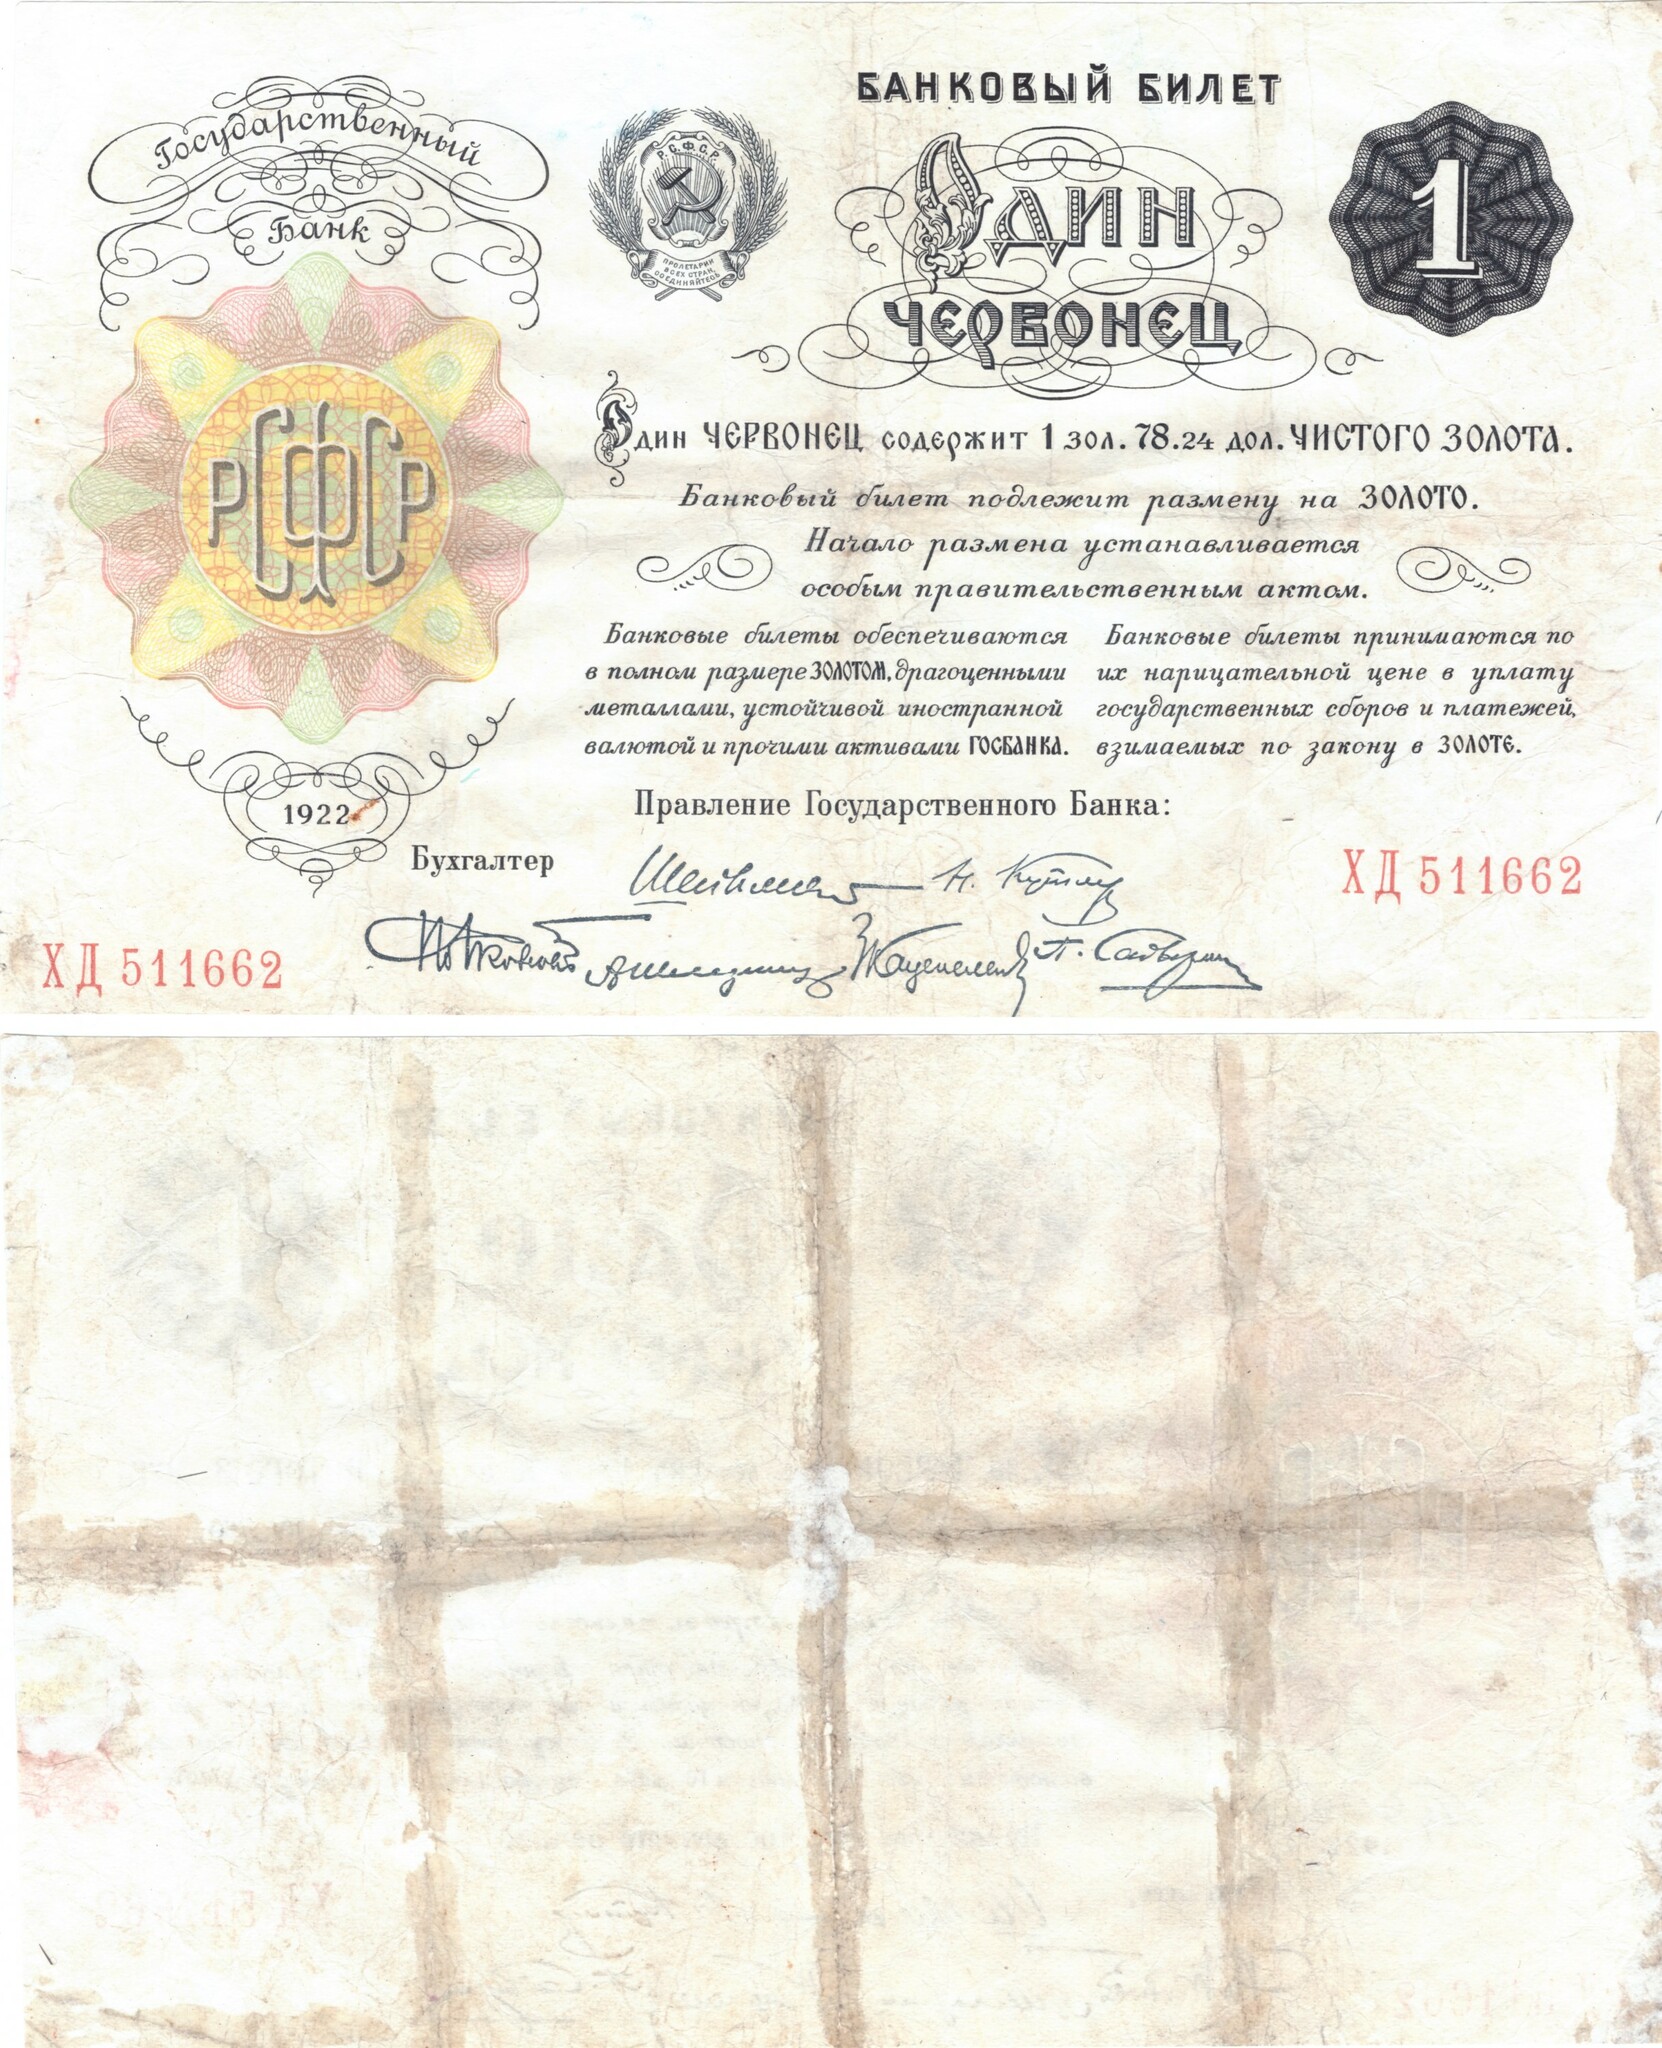 Государственный
Банк
РСФСР
1922
Р.С.Ф.С.Р.
ПРОЛЕТАРИИ
ВСЕХ СТРАН,
СОЕДИНЯЙТЕСЬ
БАНКОВЫЙ БИЛЕТ
Один
ЧЕРВОНЕЦ
1
Один ЧЕРВОНЕЦ содержит 1 зол. 78.24 дол. ЧИСТОГО ЗОЛОТА.
Банковый билет подлежит размену на ЗОЛОТО.
Начало размена устанавливается
особым правительственным актом.
Банковые билеты обеспечиваются
в полном размере ЗОЛОТОМ, драгоценными
металлами, устойчивой иностранной
валютой и прочими активами ГОСБАНКА.
Банковые билеты принимаются по
их нарицательной цене в уплату
государственных сборов и платежей,
взимаемых по закону в ЗОЛОТЕ.
Правление Государственного Банка:
Бухгалтер
ХД 511662
ХД 511662